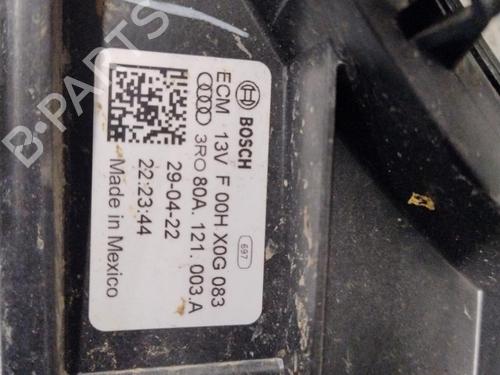 BOSCH
ECM 13V F 00H X0G 083
3RO 80A. 121. 003.A
29-04-22
22:23:44
Made in Mexico
697
B-PARTS